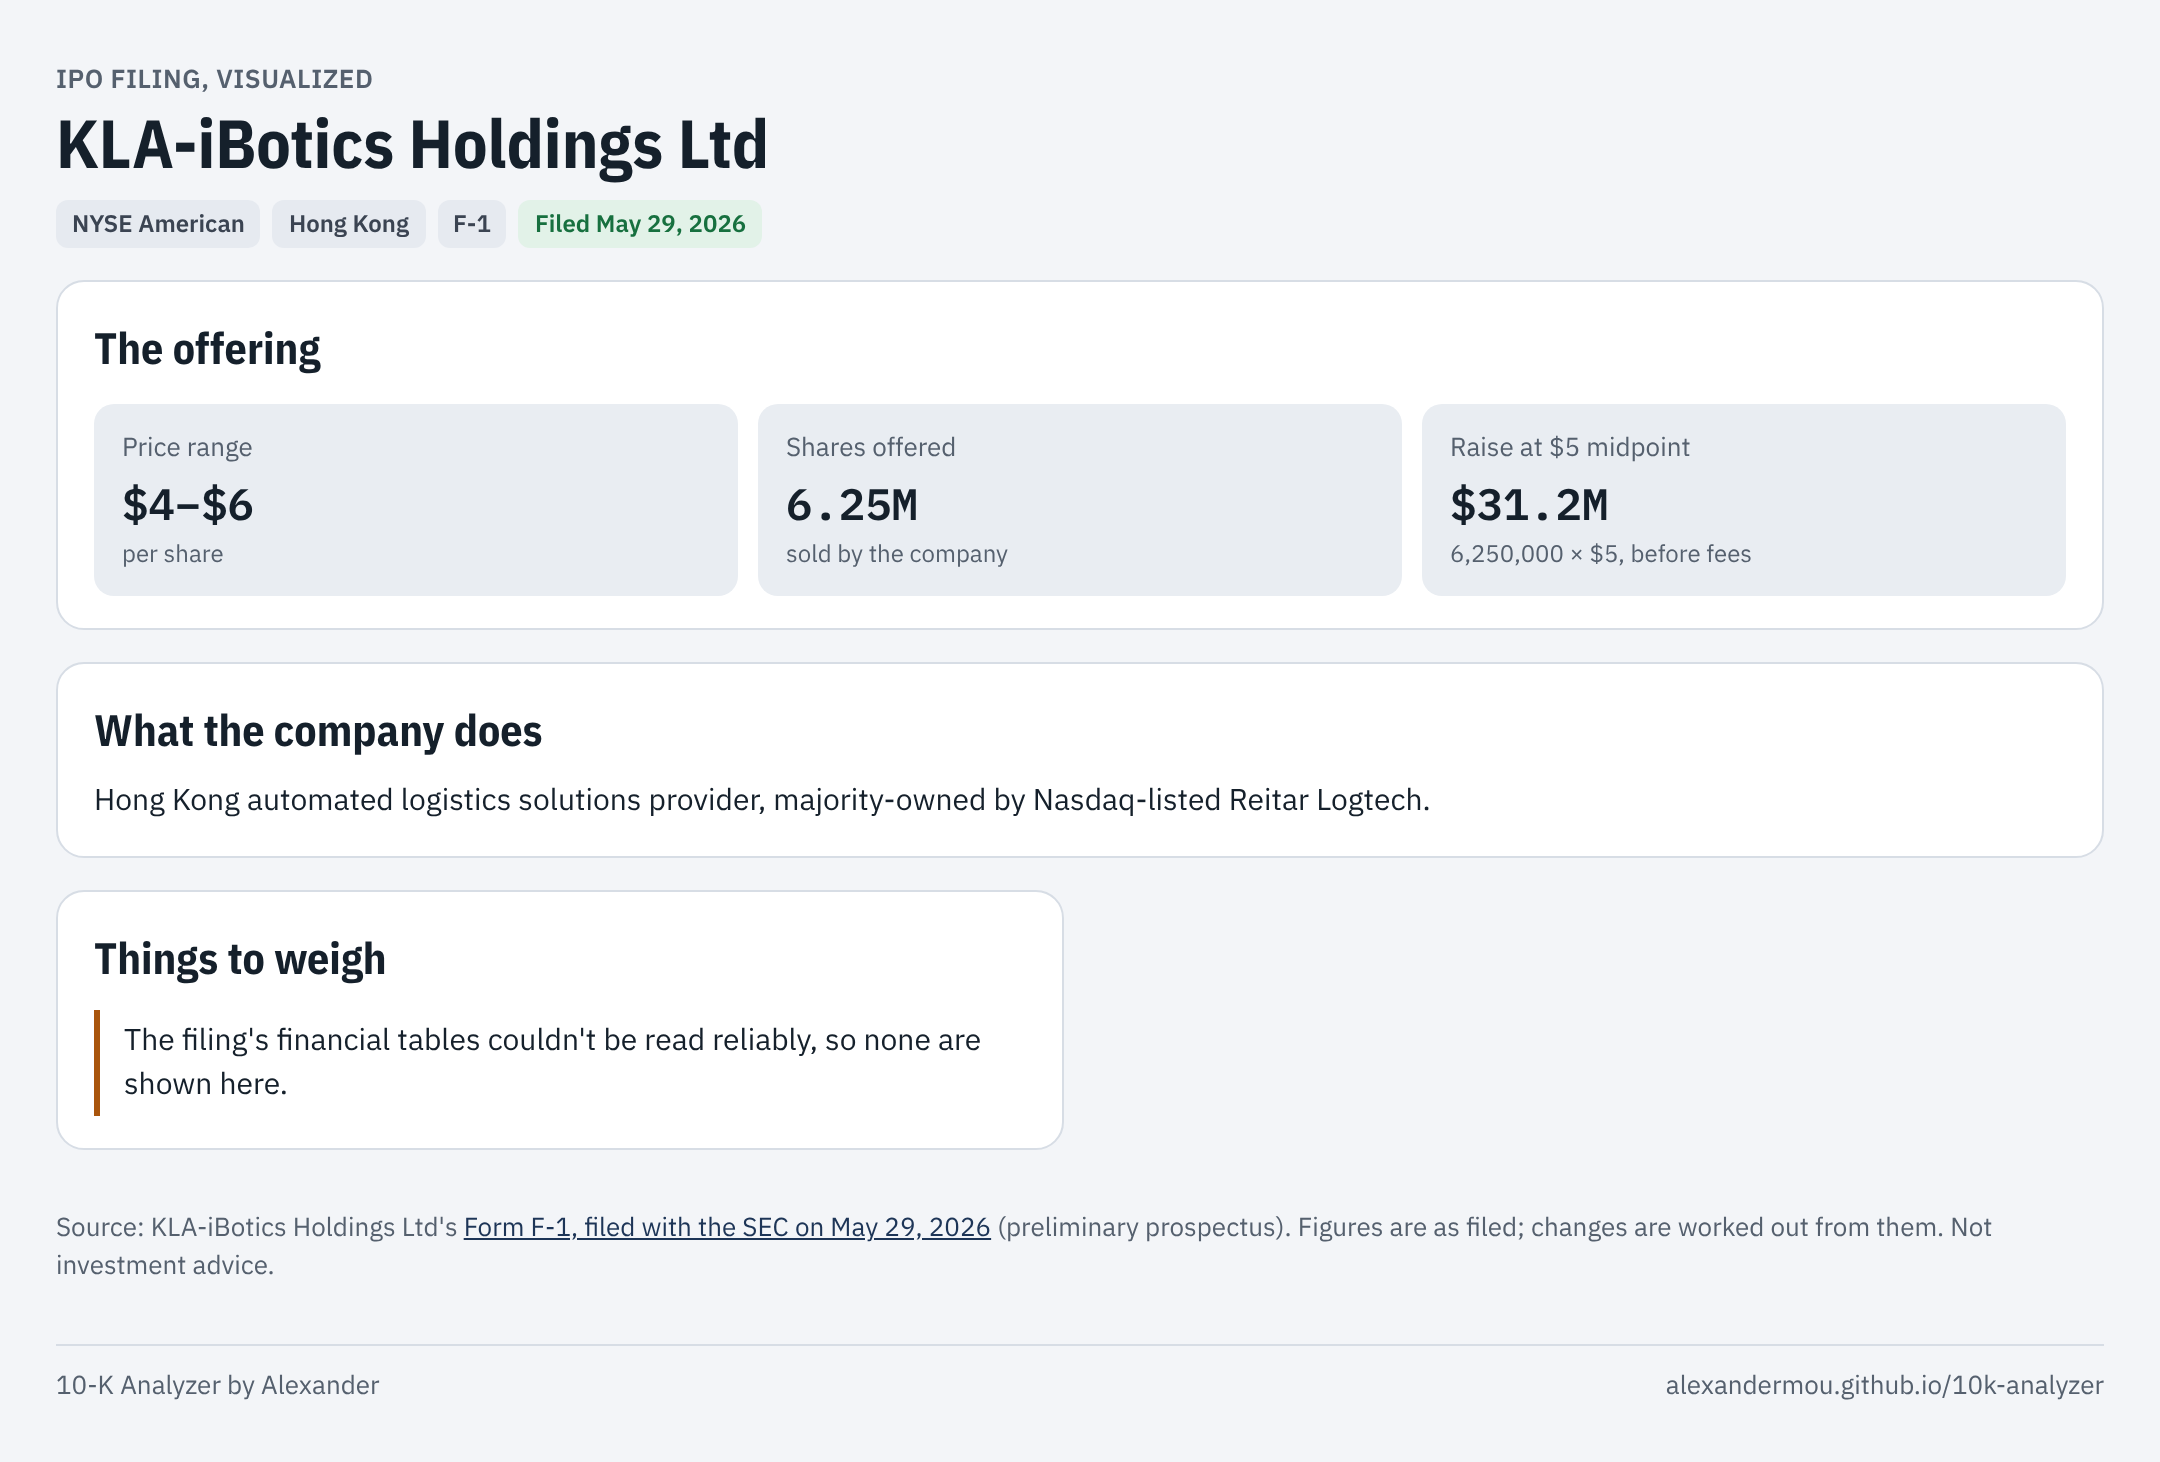 IPO FILING, VISUALIZED
KLA-iBotics Holdings Ltd
NYSE American
Hong Kong
F-1
Filed May 29, 2026
The offering
Price range
$4–$6
per share
Shares offered
6.25M
sold by the company
Raise at $5 midpoint
$31.2M
6,250,000 × $5, before fees
What the company does
Hong Kong automated logistics solutions provider, majority-owned by Nasdaq-listed Reitar Logtech.
Things to weigh
The filing's financial tables couldn't be read reliably, so none are
shown here.
Source: KLA-iBotics Holdings Ltd's Form F-1, filed with the SEC on May 29, 2026 (preliminary prospectus). Figures are as filed; changes are worked out from them. Not
investment advice.
10-K Analyzer by Alexander
alexandermou.github.io/10k-analyzer